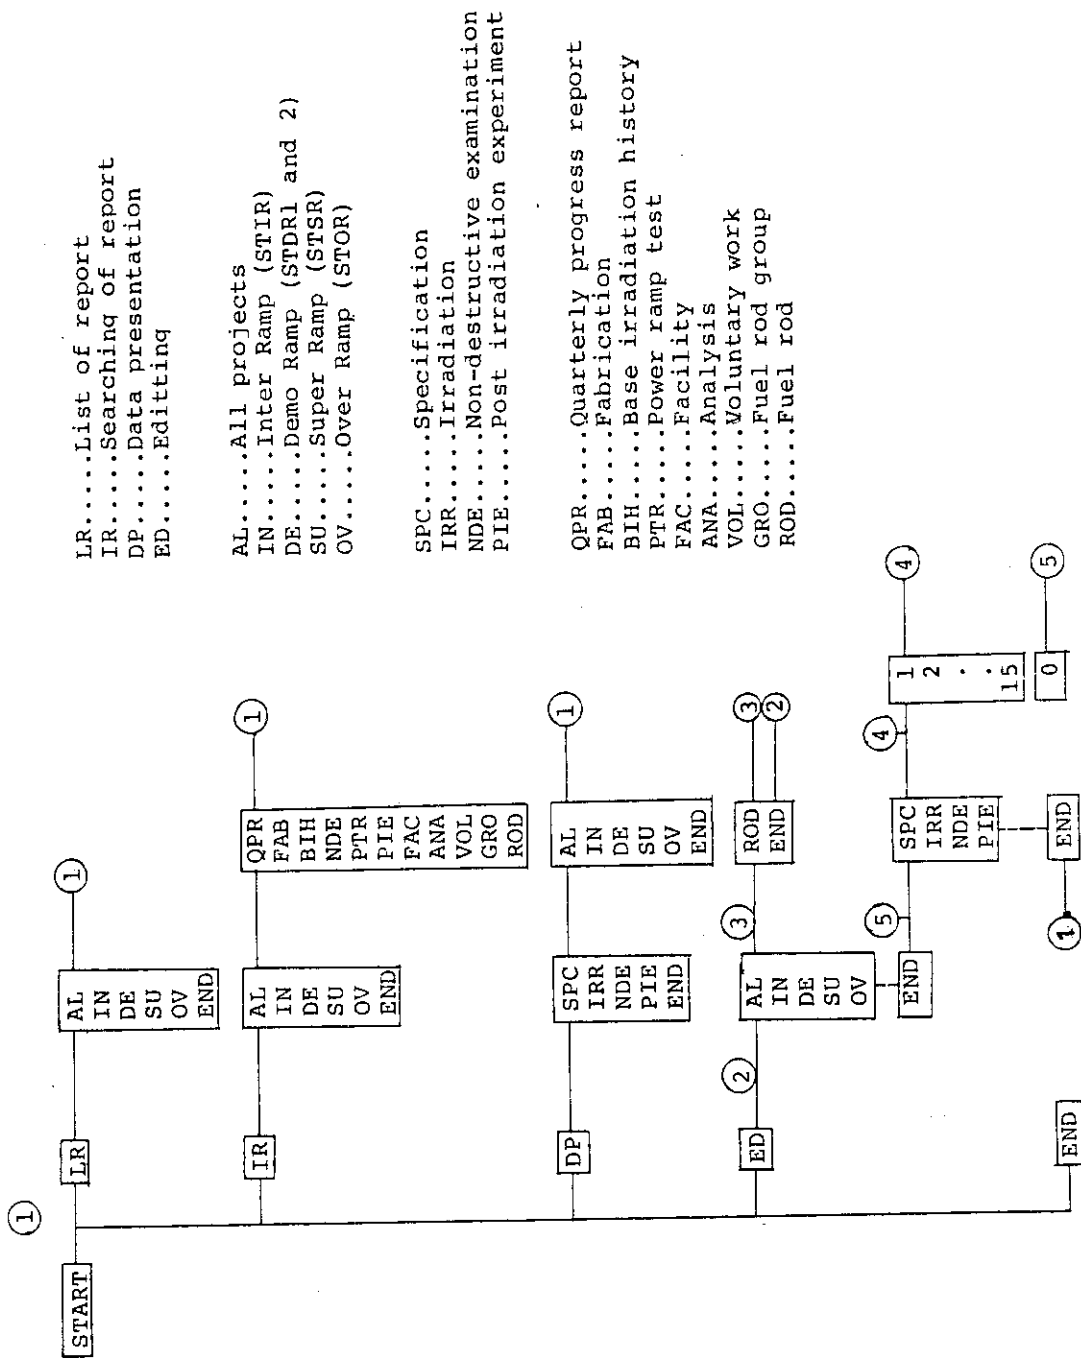 1
START
LR
AL
IN
DE
SU
OV
END
1
IR
AL
IN
DE
SU
OV
END
QPR
FAB
BIH
NDE
PTR
PIE
FAC
ANA
VOL
GRO
ROD
1
DP
SPC
IRR
NDE
PIE
END
AL
IN
DE
SU
OV
END
1
ED
2
AL
IN
DE
SU
OV
3
ROD
END
3
2
END
5
SPC
IRR
NDE
PIE
4
1
2
.
.
15
4
0
5
END
1
END
LR.....List of report
IR.....Searching of report
DP.....Data presentation
ED.....Editting
AL.....All projects
IN.....Inter Ramp (STIR)
DE.....Demo Ramp (STDR1 and 2)
SU.....Super Ramp (STSR)
OV.....Over Ramp (STOR)
SPC.....Specification
IRR.....Irradiation
NDE.....Non-destructive examination
PIE.....Post irradiation experiment
QPR.....Quarterly progress report
FAB.....Fabrication
BIH.....Base irradiation history
PTR.....Power ramp test
FAC.....Facility
ANA.....Analysis
VOL.....Voluntary work
GRO.....Fuel rod group
ROD.....Fuel rod